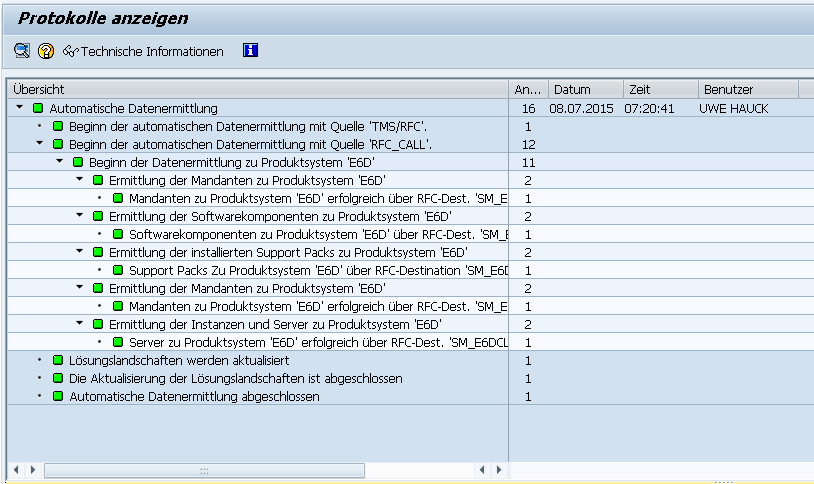 Protokolle anzeigen
Technische Informationen
Übersicht An... Datum Zeit Benutzer
Automatische Datenermittlung 16 08.07.2015 07:20:41 UWE HAUCK
Beginn der automatischen Datenermittlung mit Quelle 'TMS/RFC'. 1
Beginn der automatischen Datenermittlung mit Quelle 'RFC_CALL'. 12
Beginn der Datenermittlung zu Produktsystem 'E6D' 11
Ermittlung der Mandanten zu Produktsystem 'E6D' 2
Mandanten zu Produktsystem 'E6D' erfolgreich über RFC-Dest. 'SM_E 1
Ermittlung der Softwarekomponenten zu Produktsystem 'E6D' 2
Softwarekomponenten zu Produktsystem 'E6D' über RFC-Dest. 'SM_E 1
Ermittlung der installierten Support Packs zu Produktsystem 'E6D' 2
Support Packs Zu Produktsystem 'E6D' über RFC-Destination 'SM_E6D 1
Ermittlung der Mandanten zu Produktsystem 'E6D' 2
Mandanten zu Produktsystem 'E6D' erfolgreich über RFC-Dest. 'SM_E 1
Ermittlung der Instanzen und Server zu Produktsystem 'E6D' 2
Server zu Produktsystem 'E6D' erfolgreich über RFC-Dest. 'SM_E6DCL 1
Lösungslandschaften werden aktualisiert 1
Die Aktualisierung der Lösungslandschaften ist abgeschlossen 1
Automatische Datenermittlung abgeschlossen 1